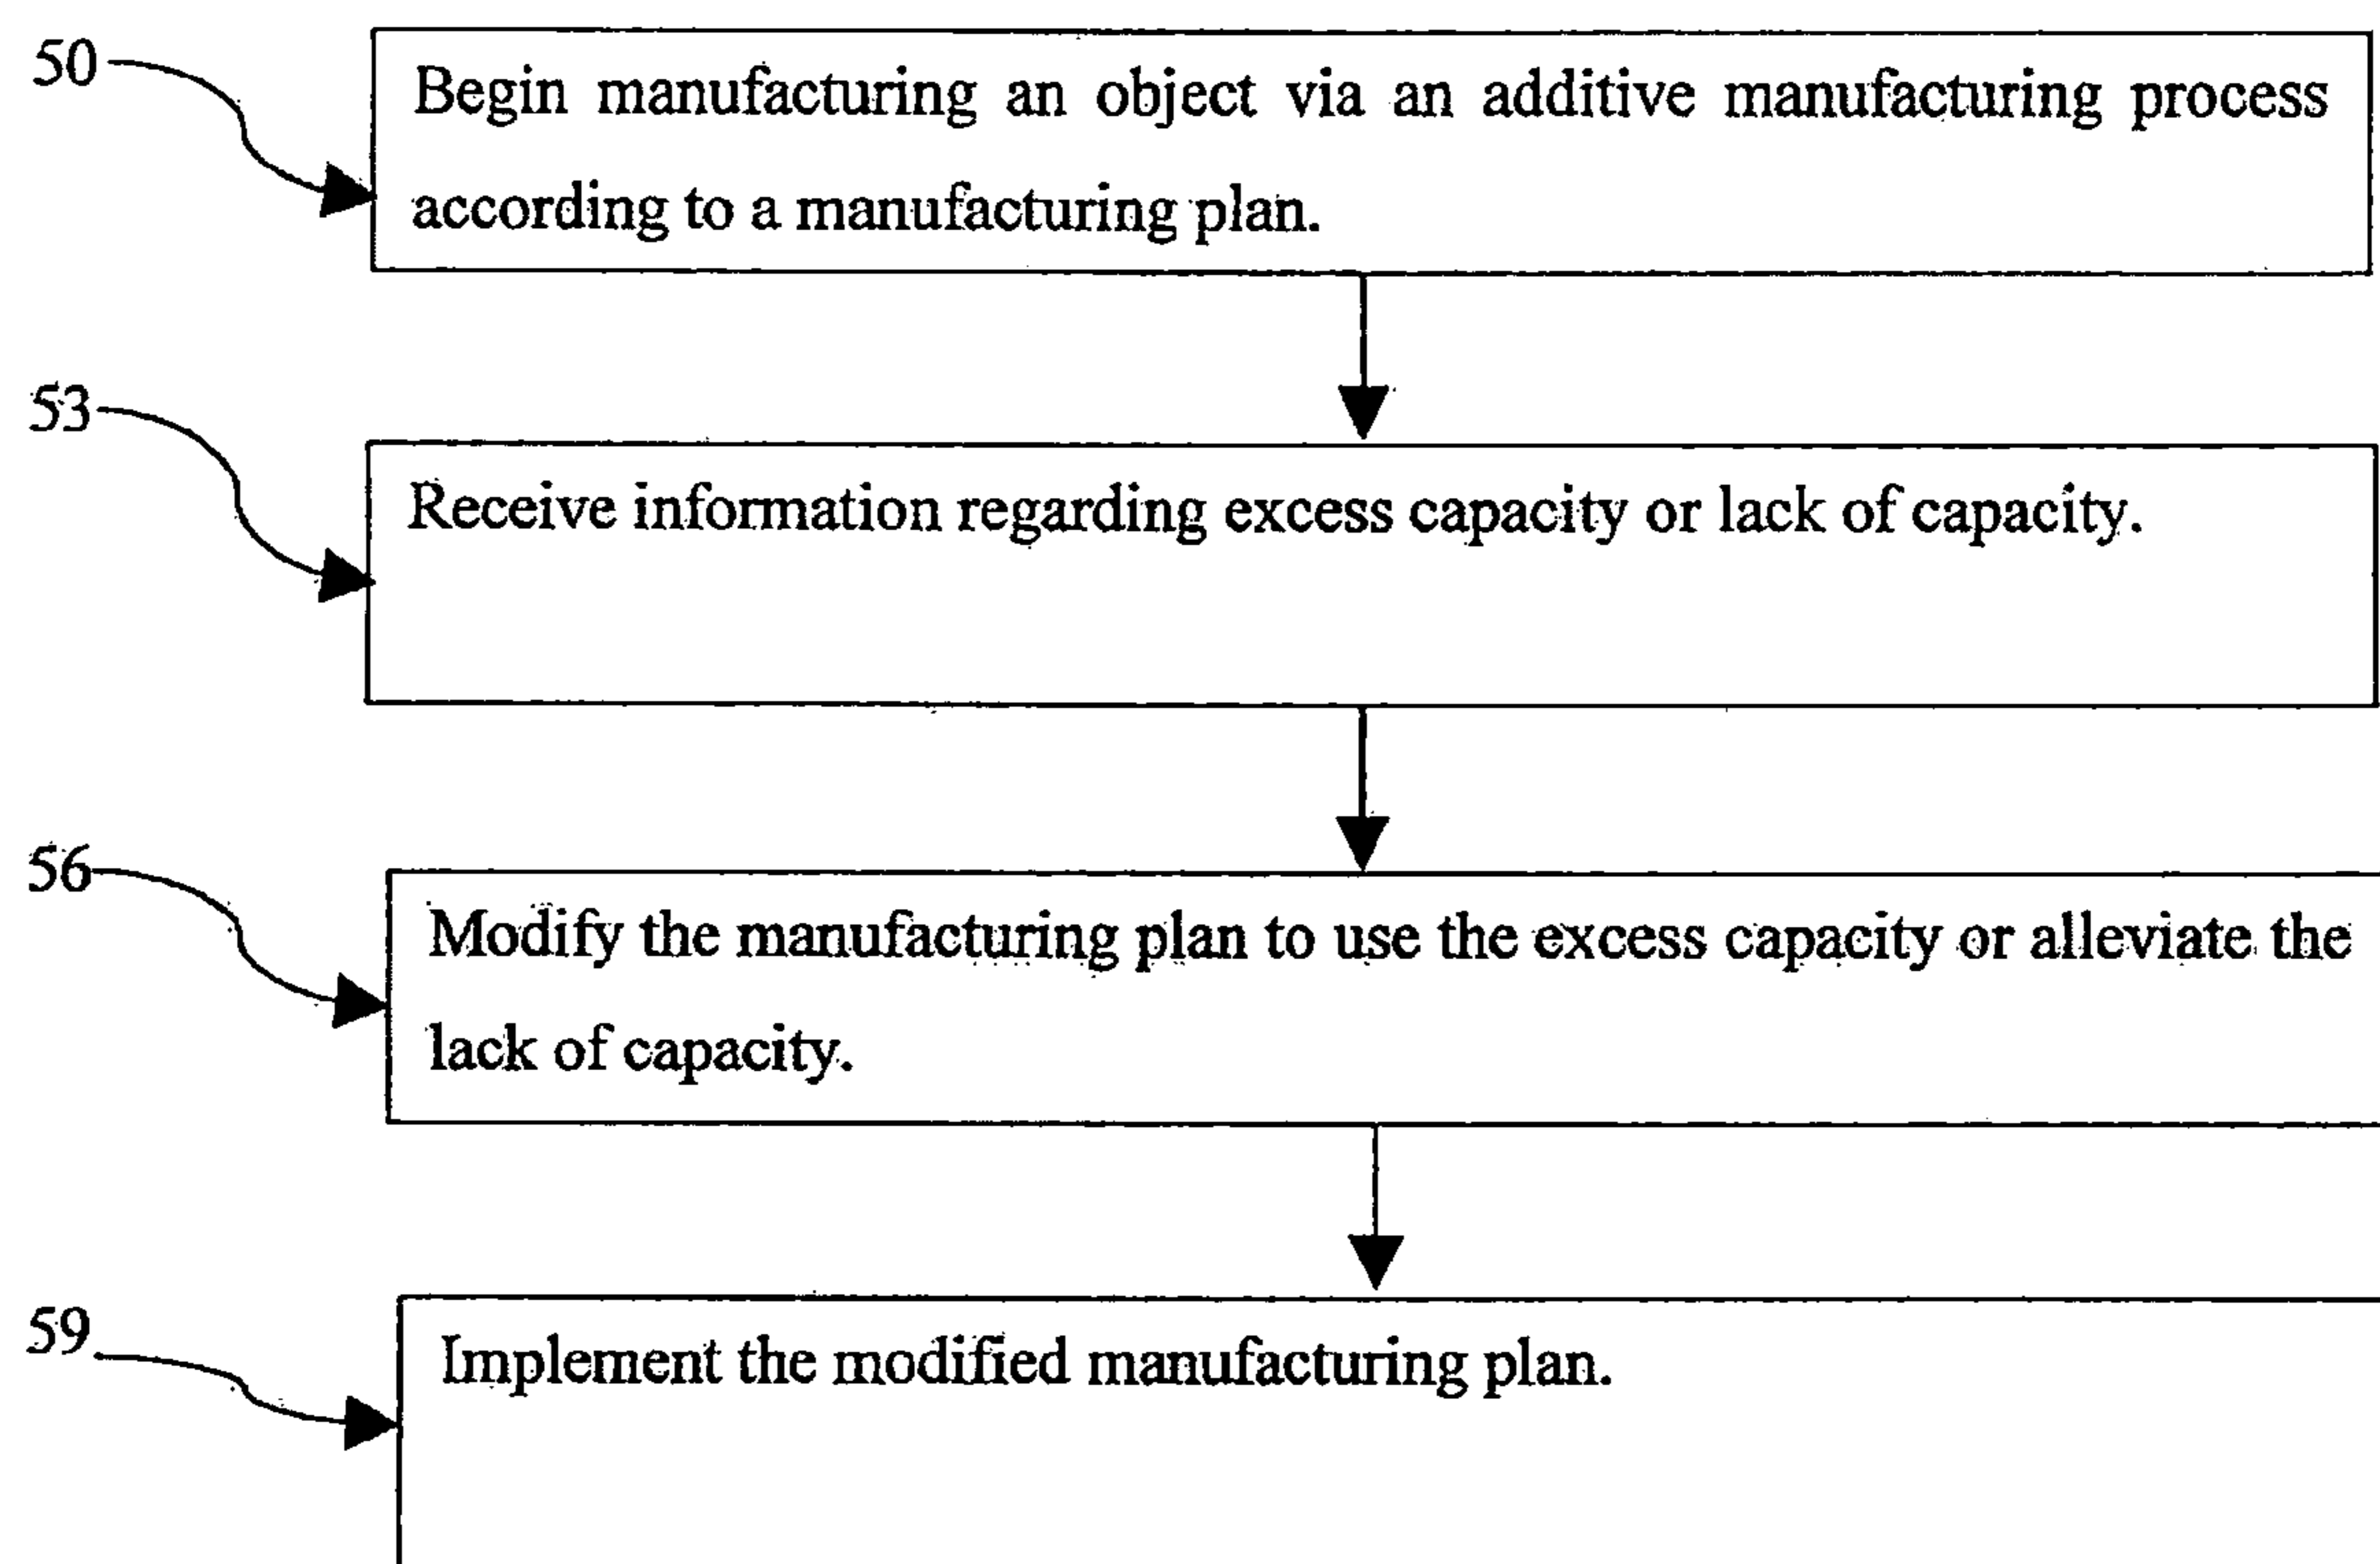 50
Begin manufacturing an object via an additive manufacturing process
according to a manufacturing plan.
53
Receive information regarding excess capacity or lack of capacity.
56
Modify the manufacturing plan to use the excess capacity or alleviate the
lack of capacity.
59
Implement the modified manufacturing plan.